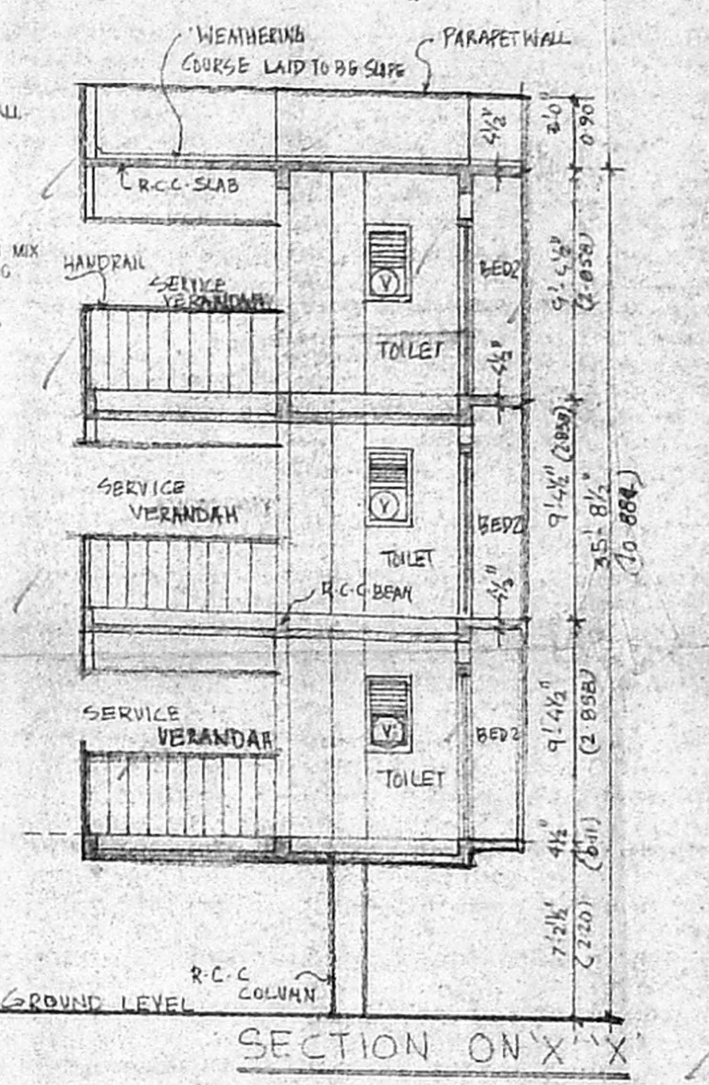 WEATHERING
COURSE LAID TO BE SLOPE
PARAPET WALL
4½"
0.90
R.C.C. SLAB
MIX
HANDRAIL
SERVICE
VERANDAH
V
BED2
9'.4½"
(2.858)
TOILET
4½"
SERVICE
VERANDAH
V
BED2
9'.4½" (2.858)
35'- 8½"
(10.884)
TOILET
R.C.C BEAM
4½"
SERVICE
VERANDAH
V
BED2
9'.4½"
(2.858)
TOILET
4½"
(0.11)
7'.2½"
(2.20)
R.C.C
COLUMN
GROUND LEVEL
SECTION ON 'X' 'X'